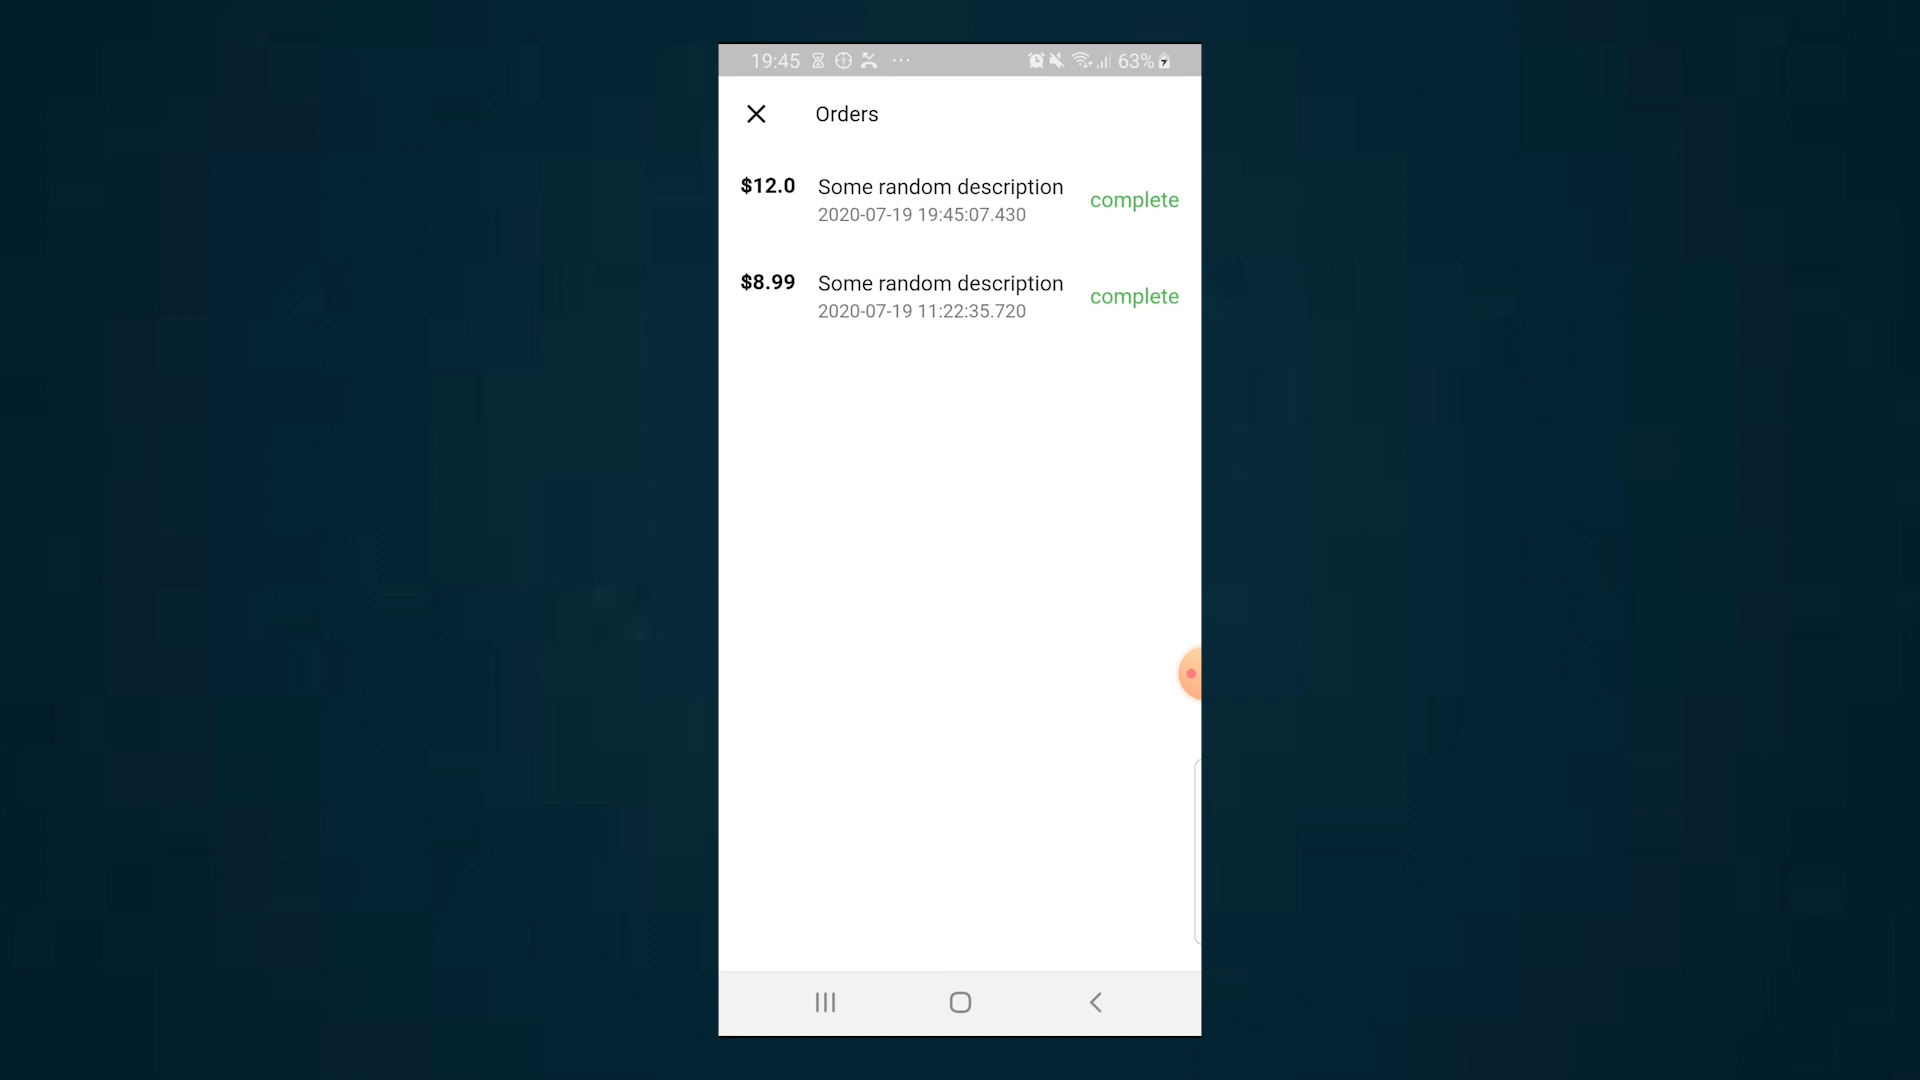 19:45 63%
Orders
$12.0 Some random description
2020-07-19 19:45:07.430
complete
$8.99 Some random description
2020-07-19 11:22:35.720
complete